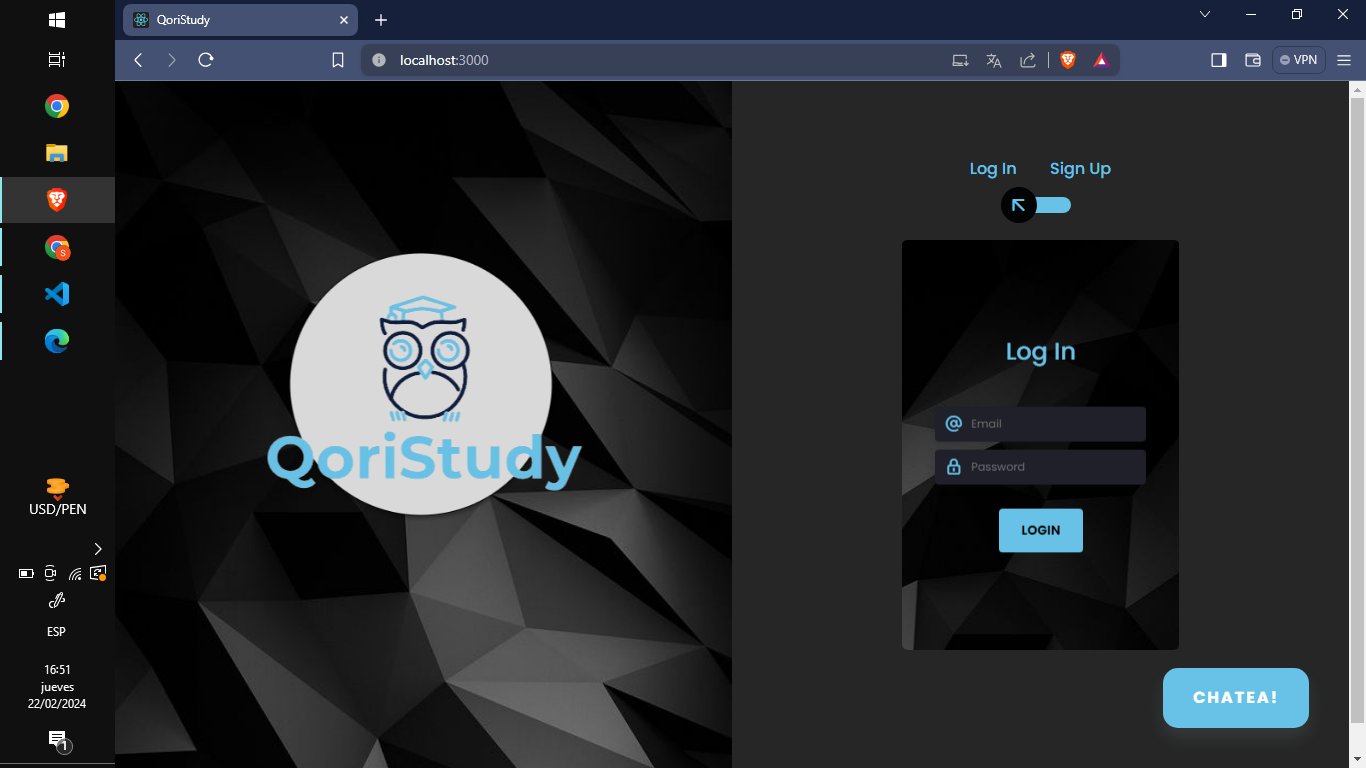 QoriStudy
localhost:3000
VPN
USD/PEN
ESP
16:51
jueves
22/02/2024
1
S
QoriStudy
Log In
Sign Up
Log In
@ Email
Password
LOGIN
CHATEA!